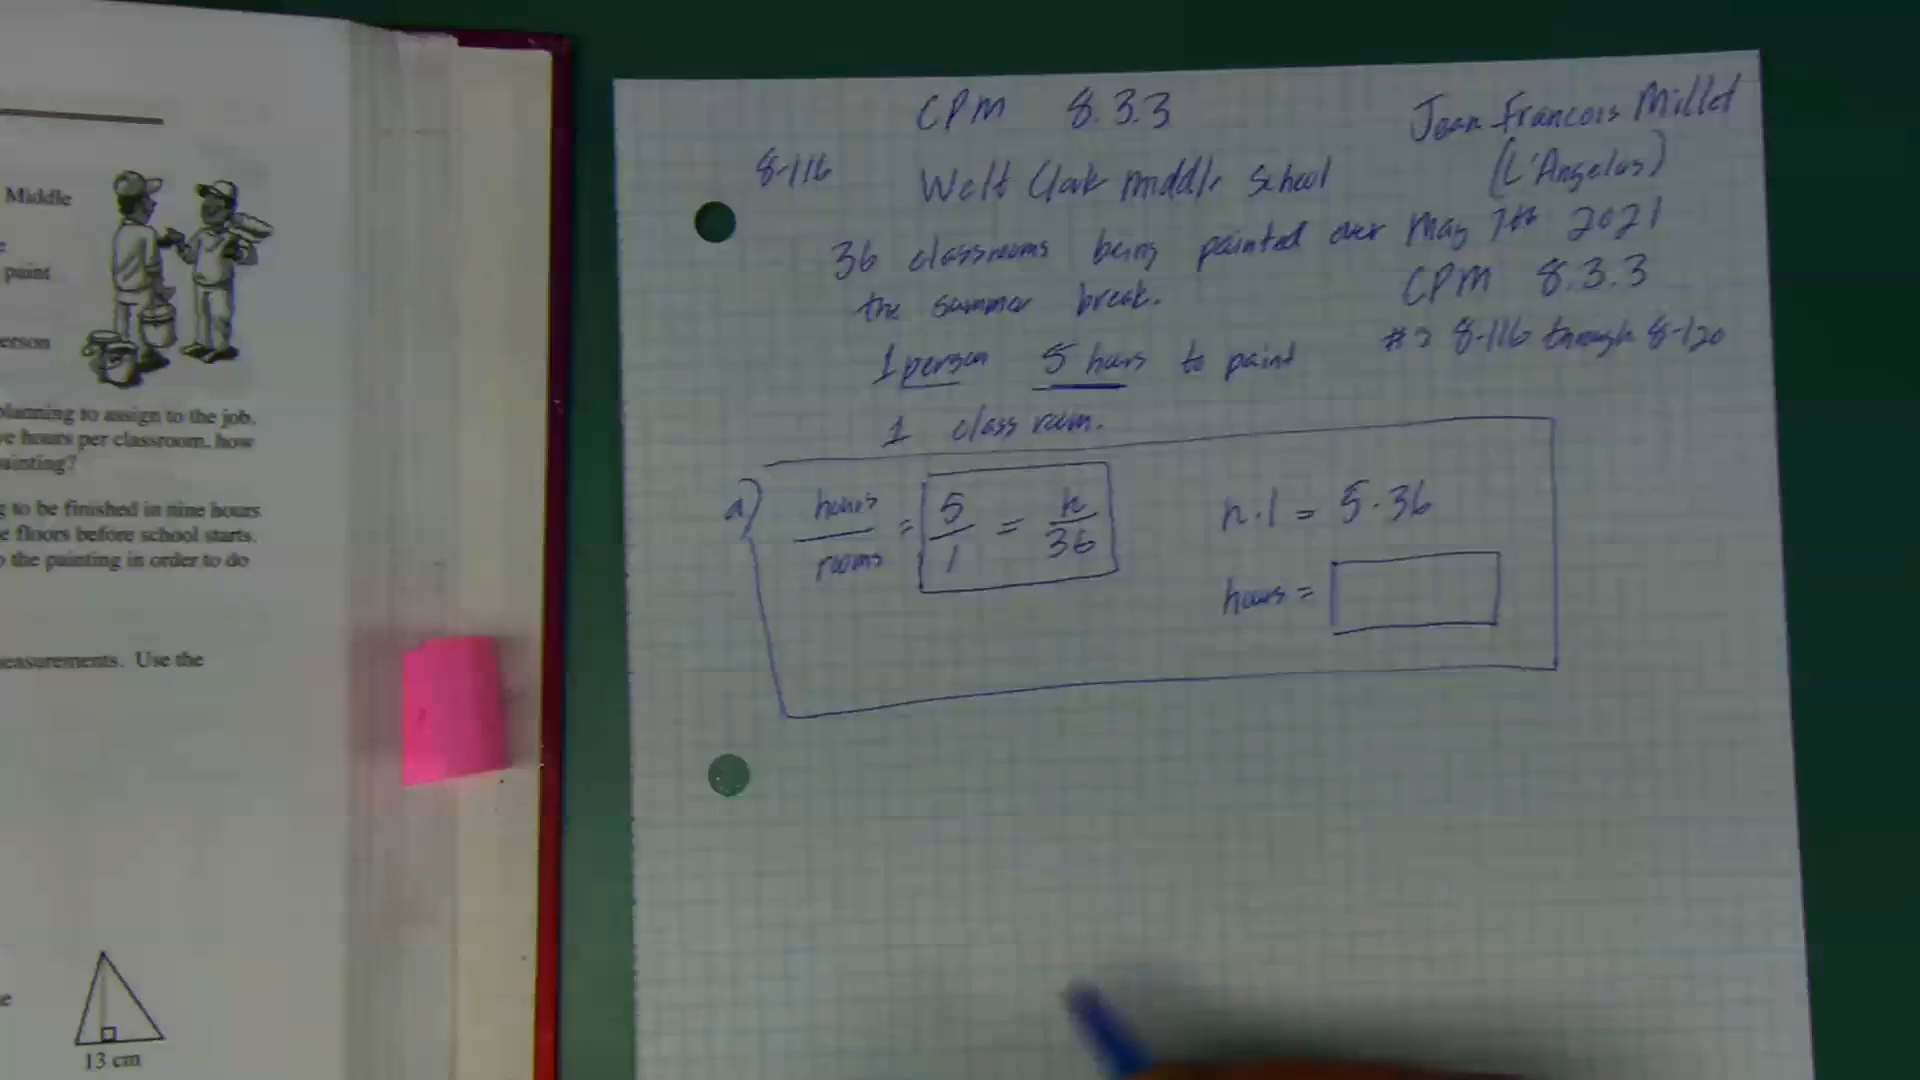 Middle
paint
planning to assign to the job.
hours per classroom, how
to be finished in nine hours
floors before school starts.
the painting in order to do
Use the
13 cm
CPM 8.3.3
8-116 Walt Clark Middle School
36 classrooms being painted over
the summer break.
1 person 5 hours to paint
1 class room.
Jean Francois Millet
(L'Angelus)
May 7th 2021
CPM 8.3.3
8-116 through 8-120
a) hours/rooms = 5/1 = h/36
h·1 = 5·36
hours =